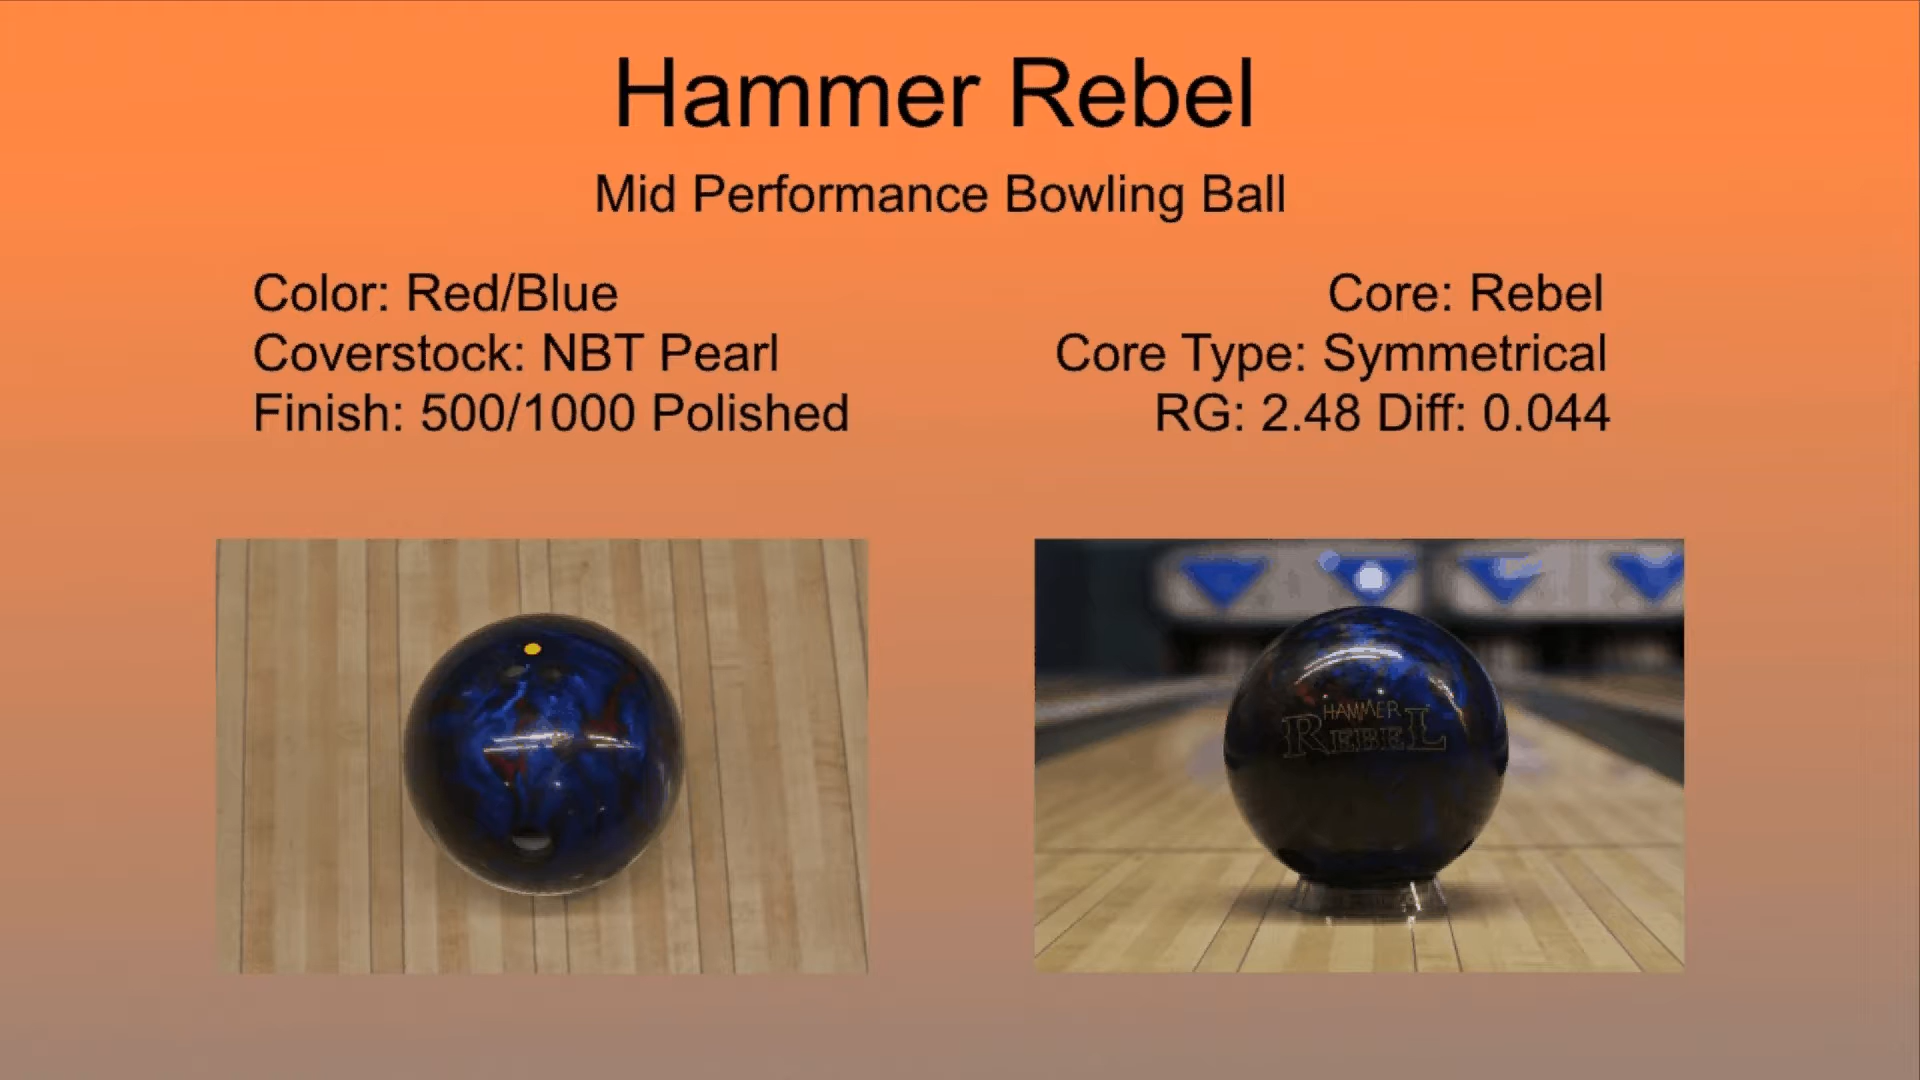 Hammer Rebel
Mid Performance Bowling Ball
Color: Red/Blue
Coverstock: NBT Pearl
Finish: 500/1000 Polished
Core: Rebel
Core Type: Symmetrical
RG: 2.48 Diff: 0.044
HAMMER
REBEL